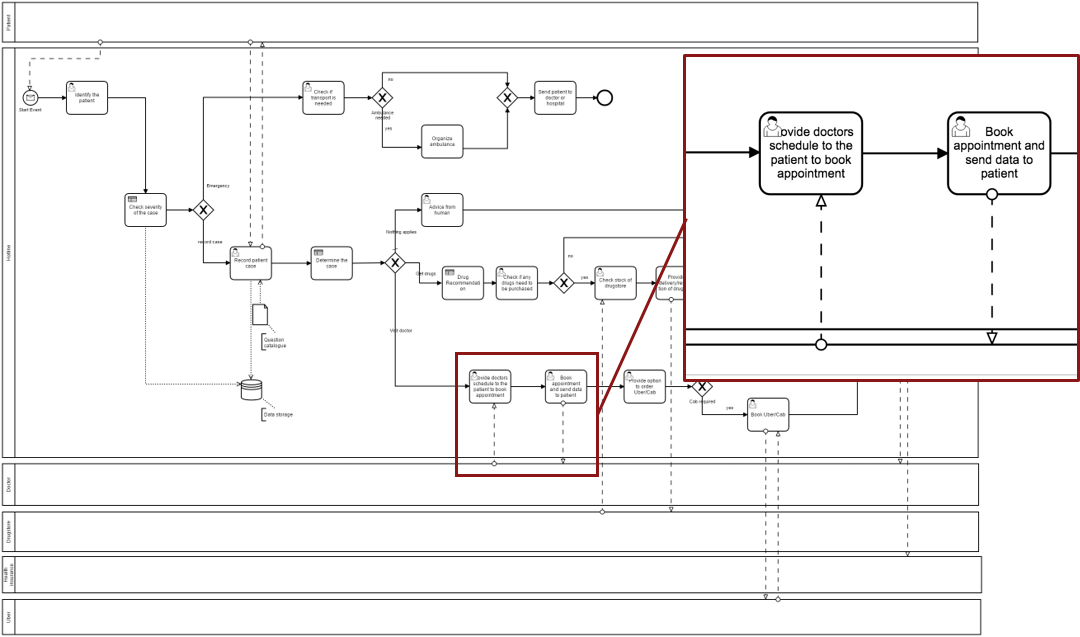 Patient
Hotline
Start Event
Identify the
patient
Check severity
of the case
Emergency
record case
Check if
transport is
needed
no
Ambulance
needed
yes
Organize
ambulance
Send patient to
doctor or
hospital
Record patient
case
Question
catalogue
Data storage
Determine the
case
Nothing applies
Advice from
human
Get drugs
Drug
Recommendati
on
Check if any
drugs need to
be purchased
no
yes
Check stock of
drugstore
Provid
delivery/re
tion of drug
Visit doctor
Provide doctors
schedule to the
patient to book
appointment
Book
appointment
and send data
to patient
Provide option
to order
Uber/Cab
Cab required
yes
Book Uber/Cab
ovide doctors
schedule to the
patient to book
appointment
Book
appointment and
send data to
patient
Doctor
Drugstore
Health
insurance
Uber